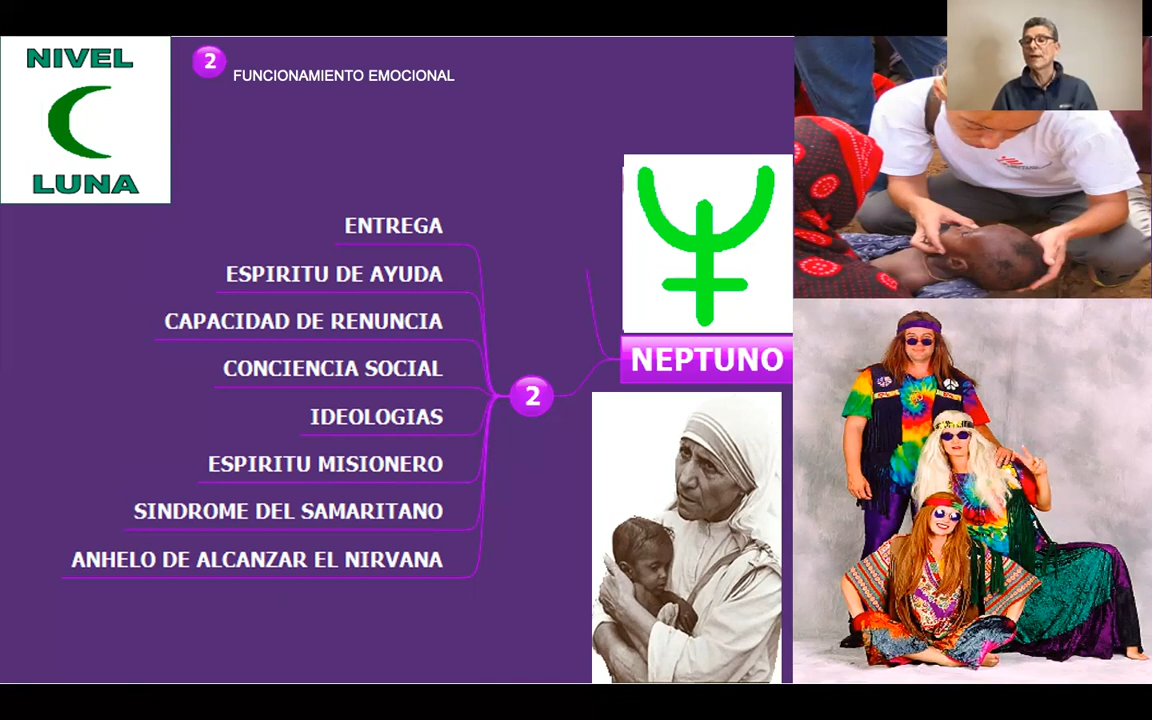 NIVEL
LUNA
2
FUNCIONAMIENTO EMOCIONAL
ENTREGA
ESPIRITU DE AYUDA
CAPACIDAD DE RENUNCIA
CONCIENCIA SOCIAL
IDEOLOGIAS
ESPIRITU MISIONERO
SINDROME DEL SAMARITANO
ANHELO DE ALCANZAR EL NIRVANA
2
NEPTUNO